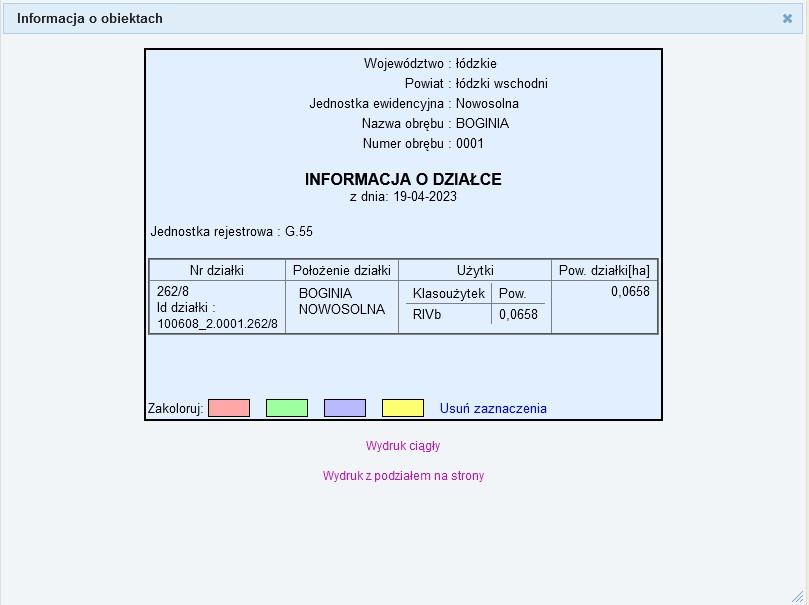 Informacja o obiektach
Województwo : łódzkie
Powiat : łódzki wschodni
Jednostka ewidencyjna : Nowosolna
Nazwa obrębu : BOGINIA
Numer obrębu : 0001
INFORMACJA O DZIAŁCE
z dnia: 19-04-2023
Jednostka rejestrowa : G.55
Nr działki Położenie działki Użytki Pow. działki[ha]
262/8 BOGINIA Klasoużytek Pow. 0,0658
Id działki : NOWOSOLNA RIVb 0,0658
100608_2.0001.262/8
Zakoloruj: Usuń zaznaczenia
Wydruk ciągły
Wydruk z podziałem na strony